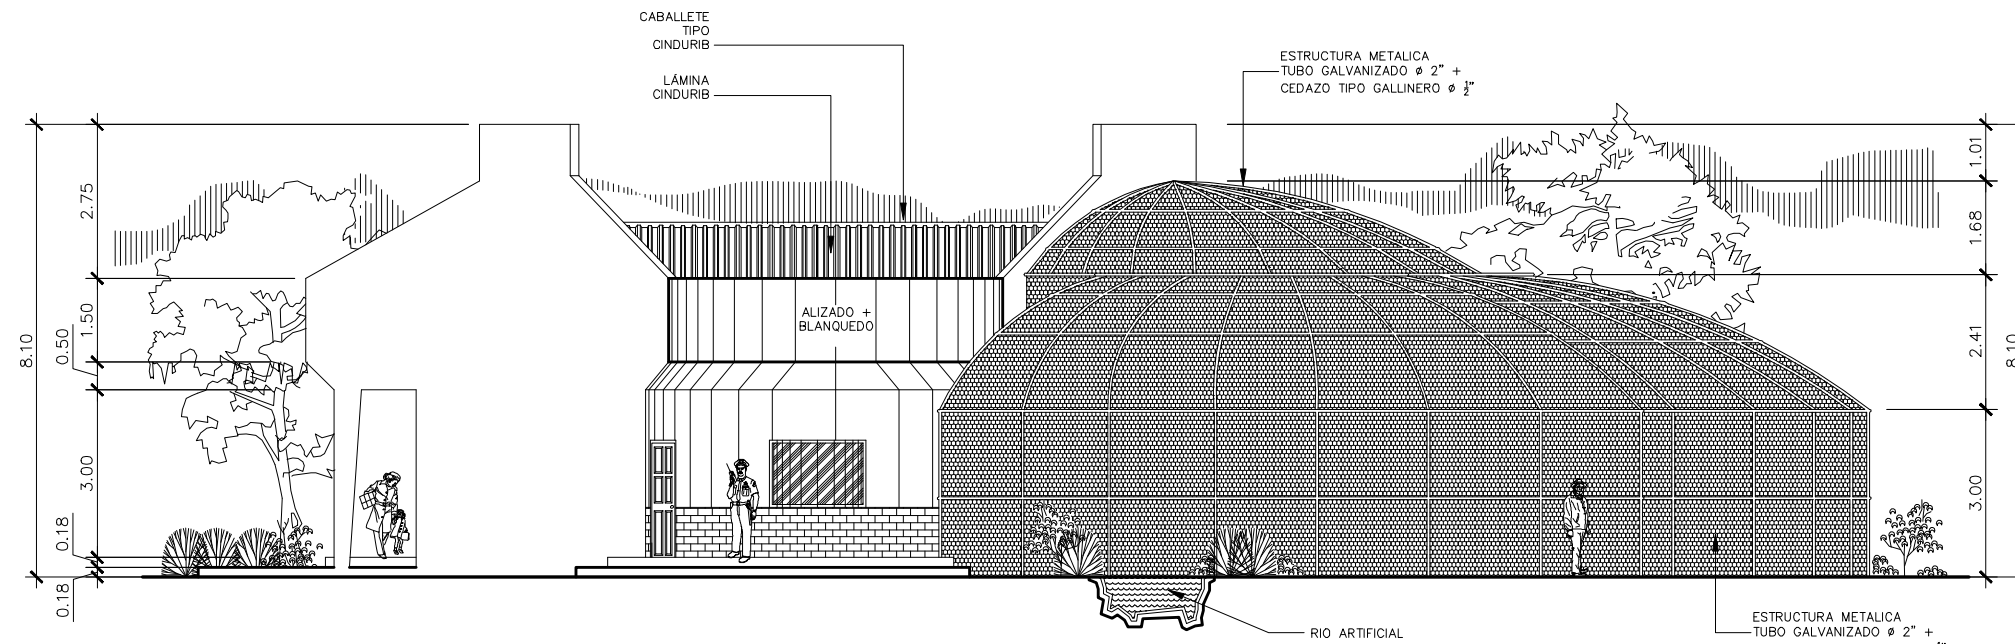 CABALLETE
TIPO
CINDURIB
LÁMINA
CINDURIB
ESTRUCTURA METALICA
TUBO GALVANIZADO ø 2" +
CEDAZO TIPO GALLINERO ø ½"
ALIZADO +
BLANQUEDO
8.10
2.75
1.50
0.50
3.00
0.18
0.18
1.01
1.68
2.41
3.00
8.10
RIO ARTIFICIAL
ESTRUCTURA METALICA
TUBO GALVANIZADO ø 2" +